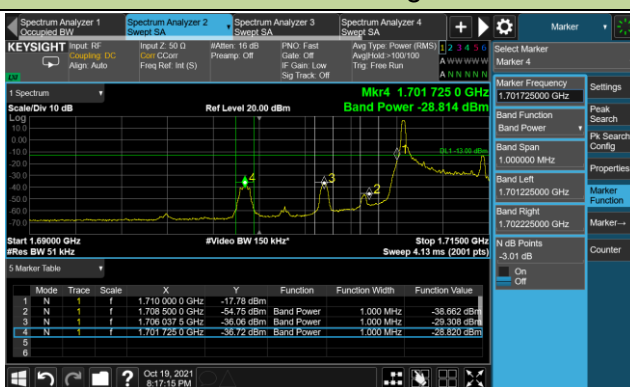 Spectrum Analyzer 1
Occupied BW
Spectrum Analyzer 2
Swept SA
Spectrum Analyzer 3
Swept SA
Spectrum Analyzer 4
Swept SA
+
Marker
KEYSIGHT
Input: RF
Coupling: DC
Align: Auto
Input Z: 50 Ω
Corr CCorr
Freq Ref: Int (S)
#Atten: 16 dB
Preamp: Off
PNO: Fast
Gate: Off
IF Gain: Low
Sig Track: Off
Avg Type: Power (RMS)
Avg|Hold:>100/100
Trig: Free Run
1 2 3 4 5 6
A W W W W W
A N N N N N
LXI
1 Spectrum
Scale/Div 10 dB
Ref Level 20.00 dBm
Mkr4 1.701 725 0 GHz
Band Power -28.814 dBm
Log
10.0
0.00
-10.0
-20.0
-30.0
-40.0
-50.0
-60.0
-70.0
DL1 -13.00 dBm
1
2
3
4
Start 1.69000 GHz
#Res BW 51 kHz
#Video BW 150 kHz*
Stop 1.71500 GHz
Sweep 4.13 ms (2001 pts)
5 Marker Table
Mode Trace Scale X Y Function Function Width Function Value
1 N 1 f 1.710 000 0 GHz -17.78 dBm
2 N 1 f 1.708 500 0 GHz -54.75 dBm Band Power 1.000 MHz -38.662 dBm
3 N 1 f 1.706 037 5 GHz -36.06 dBm Band Power 1.000 MHz -29.308 dBm
4 N 1 f 1.701 725 0 GHz -36.72 dBm Band Power 1.000 MHz -28.820 dBm
5
6
Oct 19, 2021
8:17:15 PM
Select Marker
Marker 4
Marker Frequency
1.701725000 GHz
Band Function
Band Power
Band Span
1.000000 MHz
Band Left
1.701225000 GHz
Band Right
1.702225000 GHz
N dB Points
-3.01 dB
On
Off
Settings
Peak
Search
Pk Search
Config
Properties
Marker
Function
Marker→
Counter